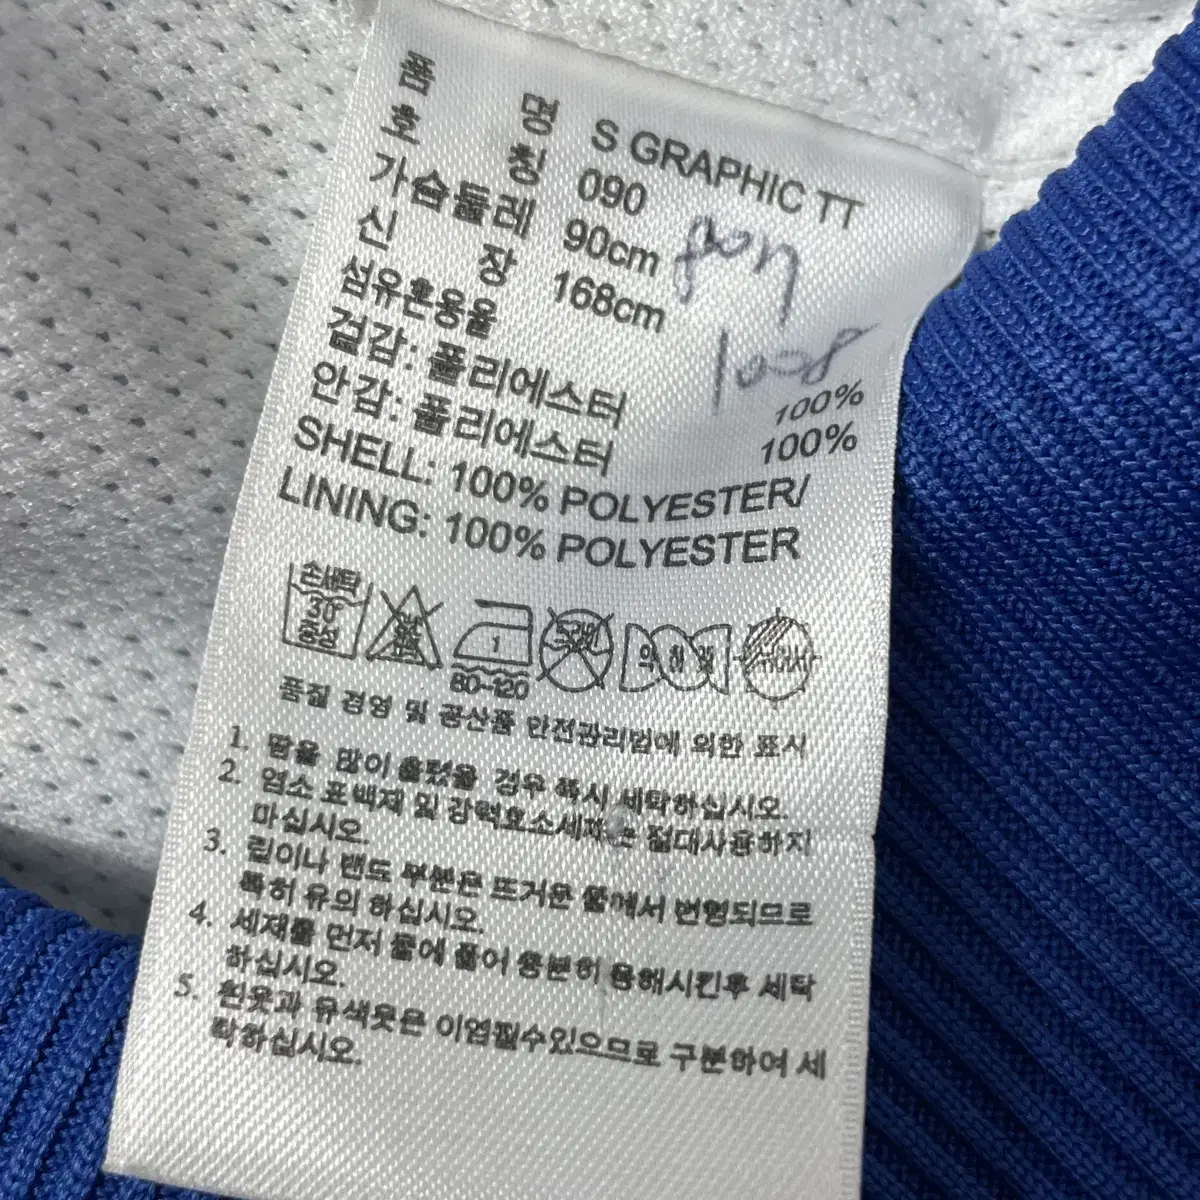 품 명 S GRAPHIC TT
호 칭 090
가슴둘레 90cm
신 장 168cm
섬유혼용율
겉감: 폴리에스터 100%
안감: 폴리에스터 100%
SHELL: 100% POLYESTER/
LINING: 100% POLYESTER
손세탁
30
중성
1
80-120
드라이
약하게
뉘어서
품질 경영 및 공산품 안전관리법에 의한 표시
1. 땀을 많이 흘렸을 경우 즉시 세탁하십시오.
2. 염소 표백제 및 강력효소세제는 절대사용하지
마십시오.
3. 립이나 밴드 부분은 뜨거운 물에서 변형되므로
특허 유의 하십시오.
4. 세제를 먼저 물에 풀어 충분히 용해시킨후 세탁
하십시오.
5. 흰옷과 유색옷은 이염될수있으므로 구분하여 세
탁하십시오.